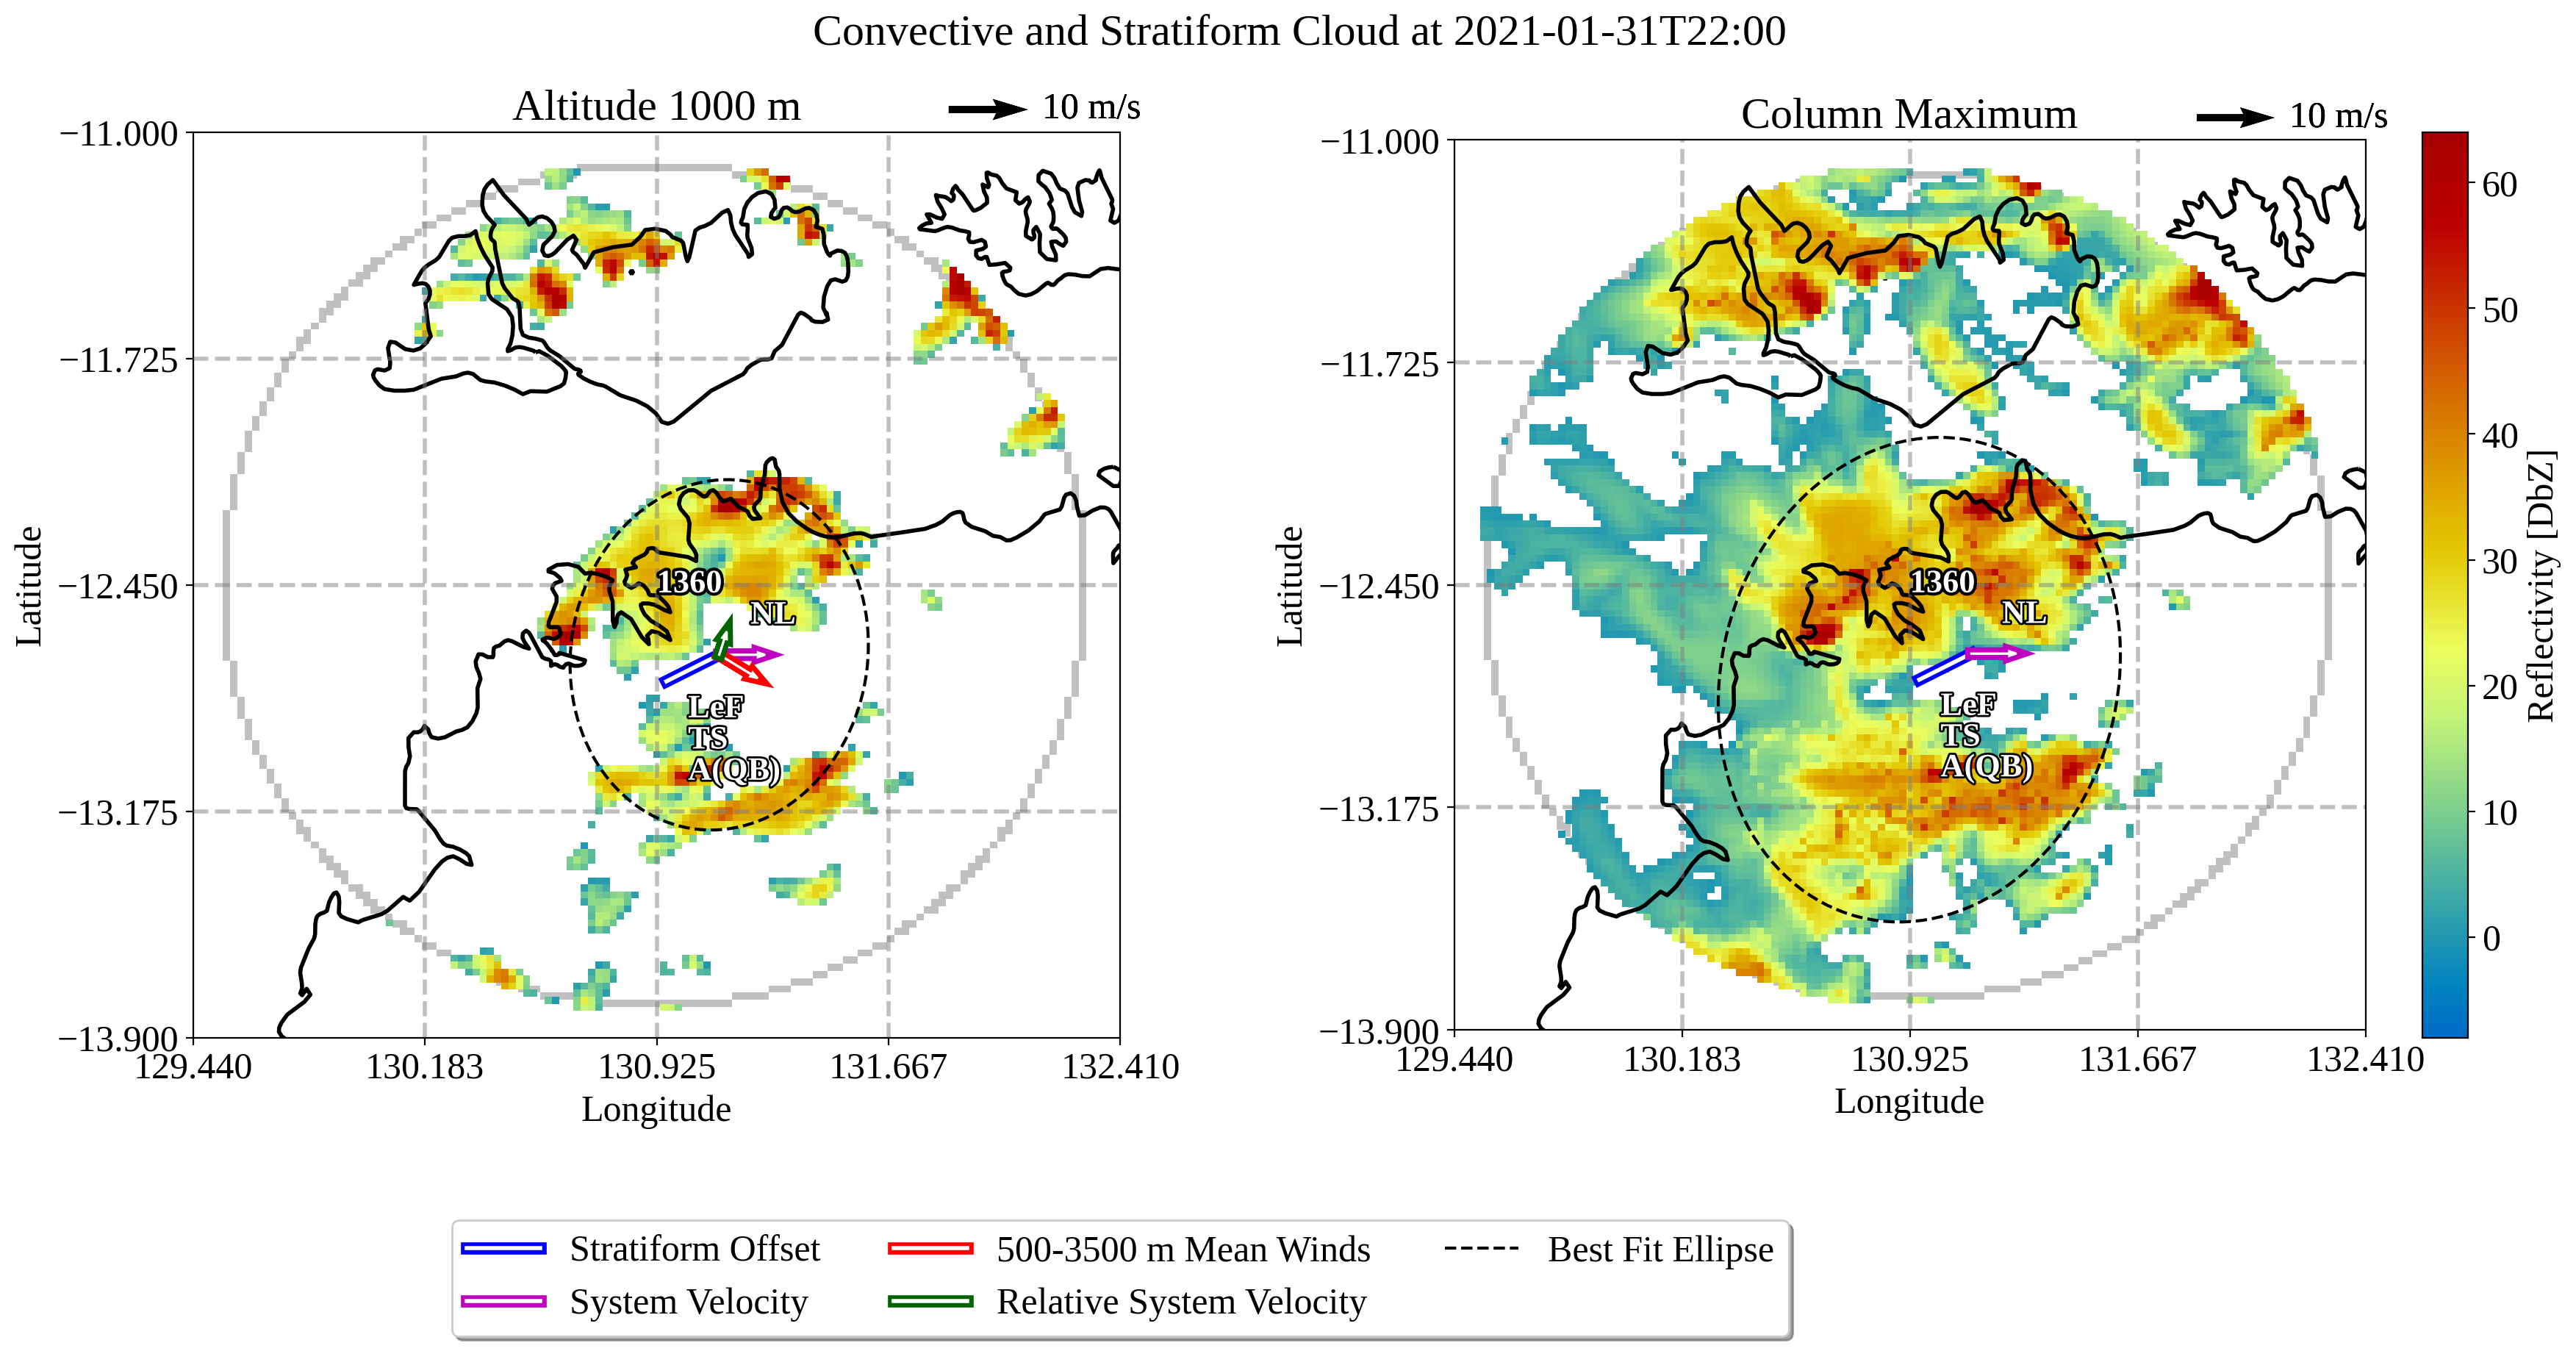 Convective and Stratiform Cloud at 2021-01-31T22:00
Altitude 1000 m
10 m/s
−11.000
−11.725
−12.450
−13.175
−13.900
129.440
130.183
130.925
131.667
132.410
Latitude
Longitude
1360
NL
LeF
TS
A(QB)
Column Maximum
10 m/s
−11.000
−11.725
−12.450
−13.175
−13.900
129.440
130.183
130.925
131.667
132.410
Latitude
Longitude
1360
NL
LeF
TS
A(QB)
60
50
40
30
20
10
0
Reflectivity [DbZ]
Stratiform Offset
System Velocity
500-3500 m Mean Winds
Relative System Velocity
Best Fit Ellipse